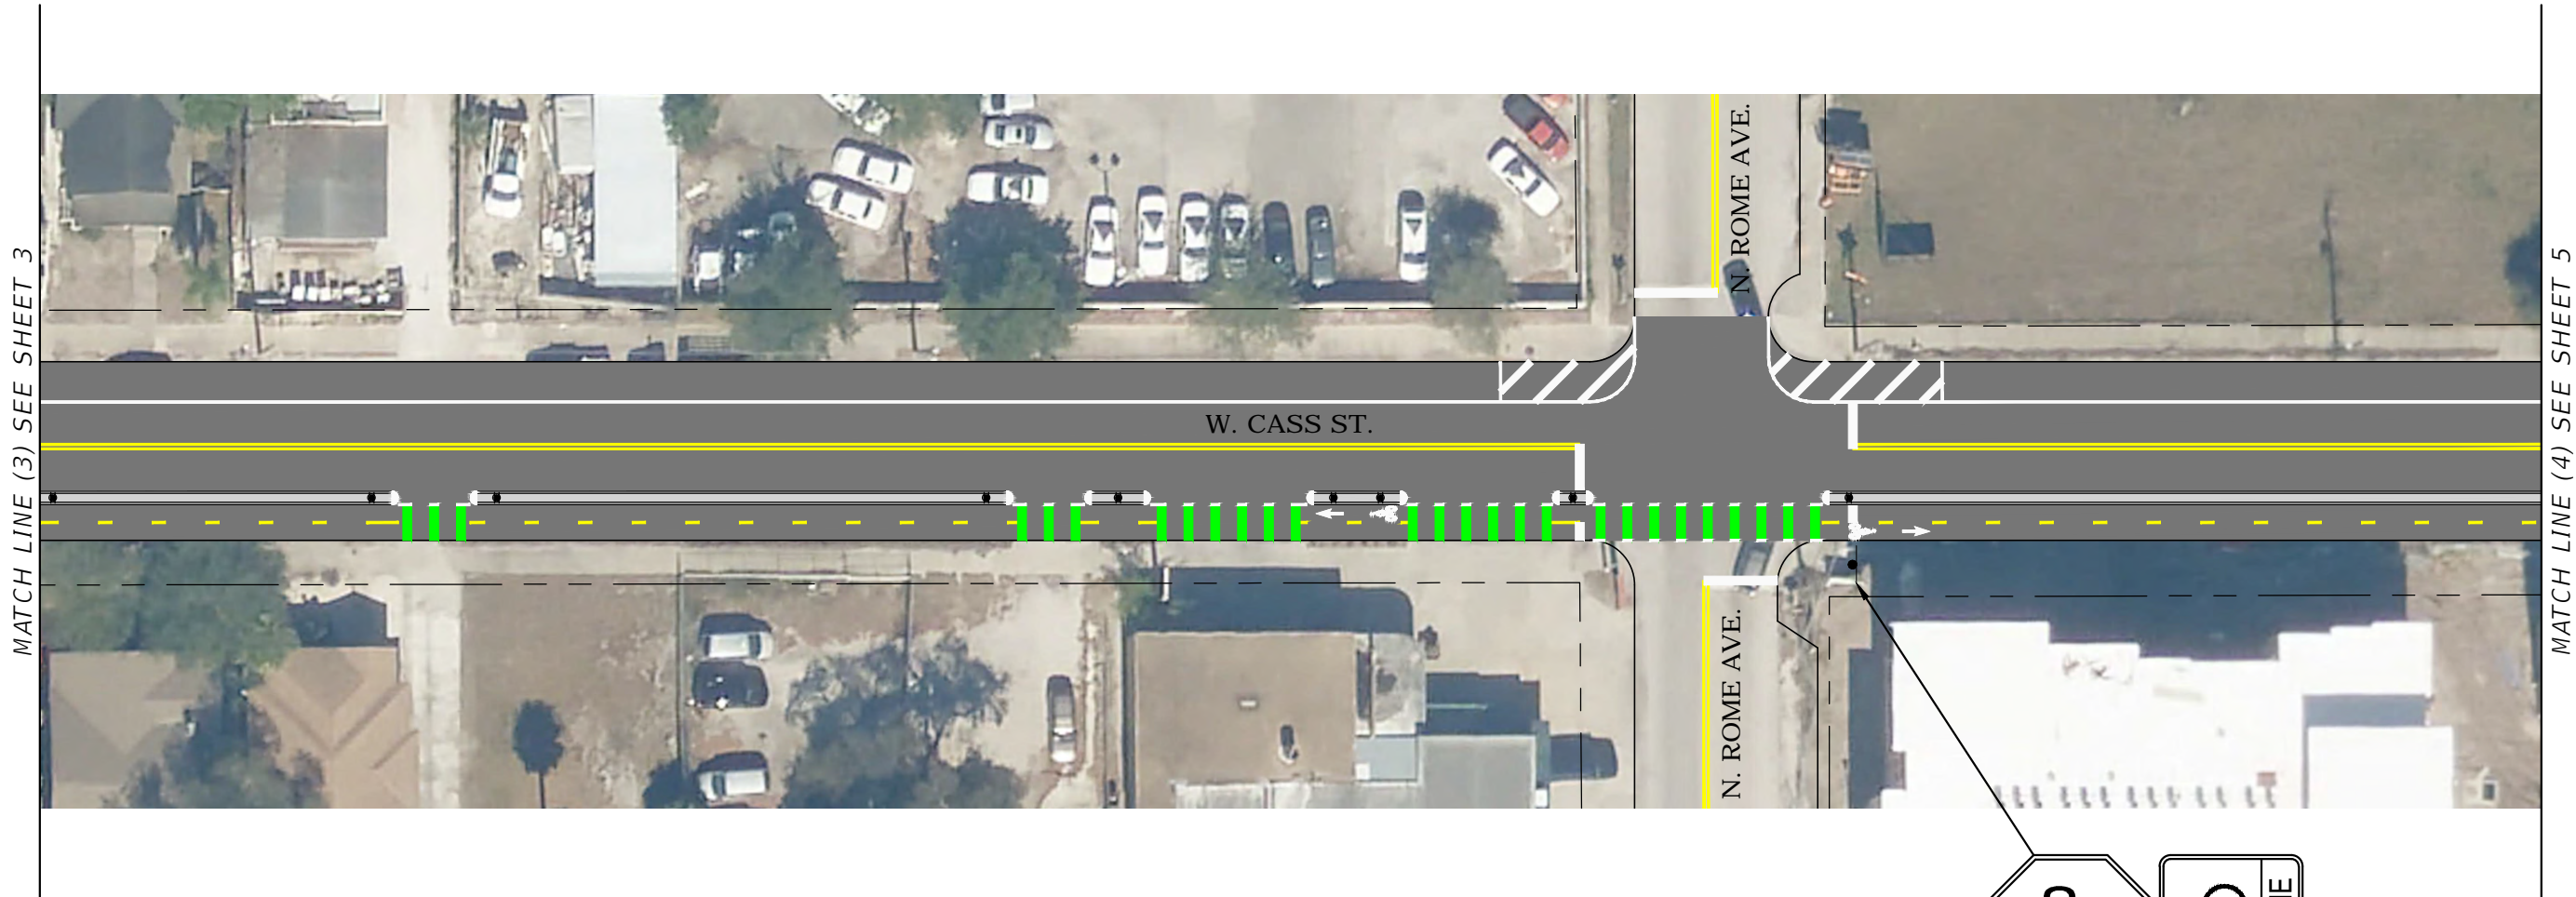 MATCH LINE (3) SEE SHEET 3
N. ROME AVE.
W. CASS ST.
N. ROME AVE.
MATCH LINE (4) SEE SHEET 5